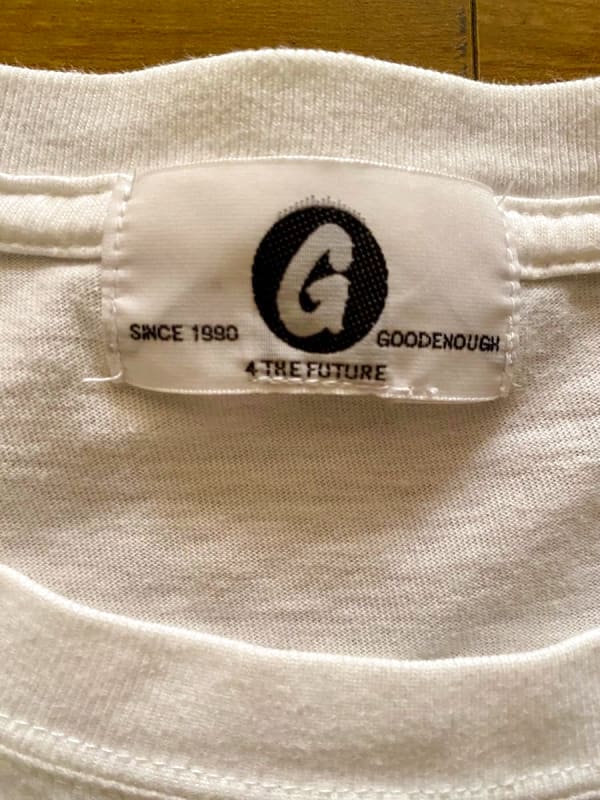 G
SINCE 1990
GOODENOUGH
4 THE FUTURE